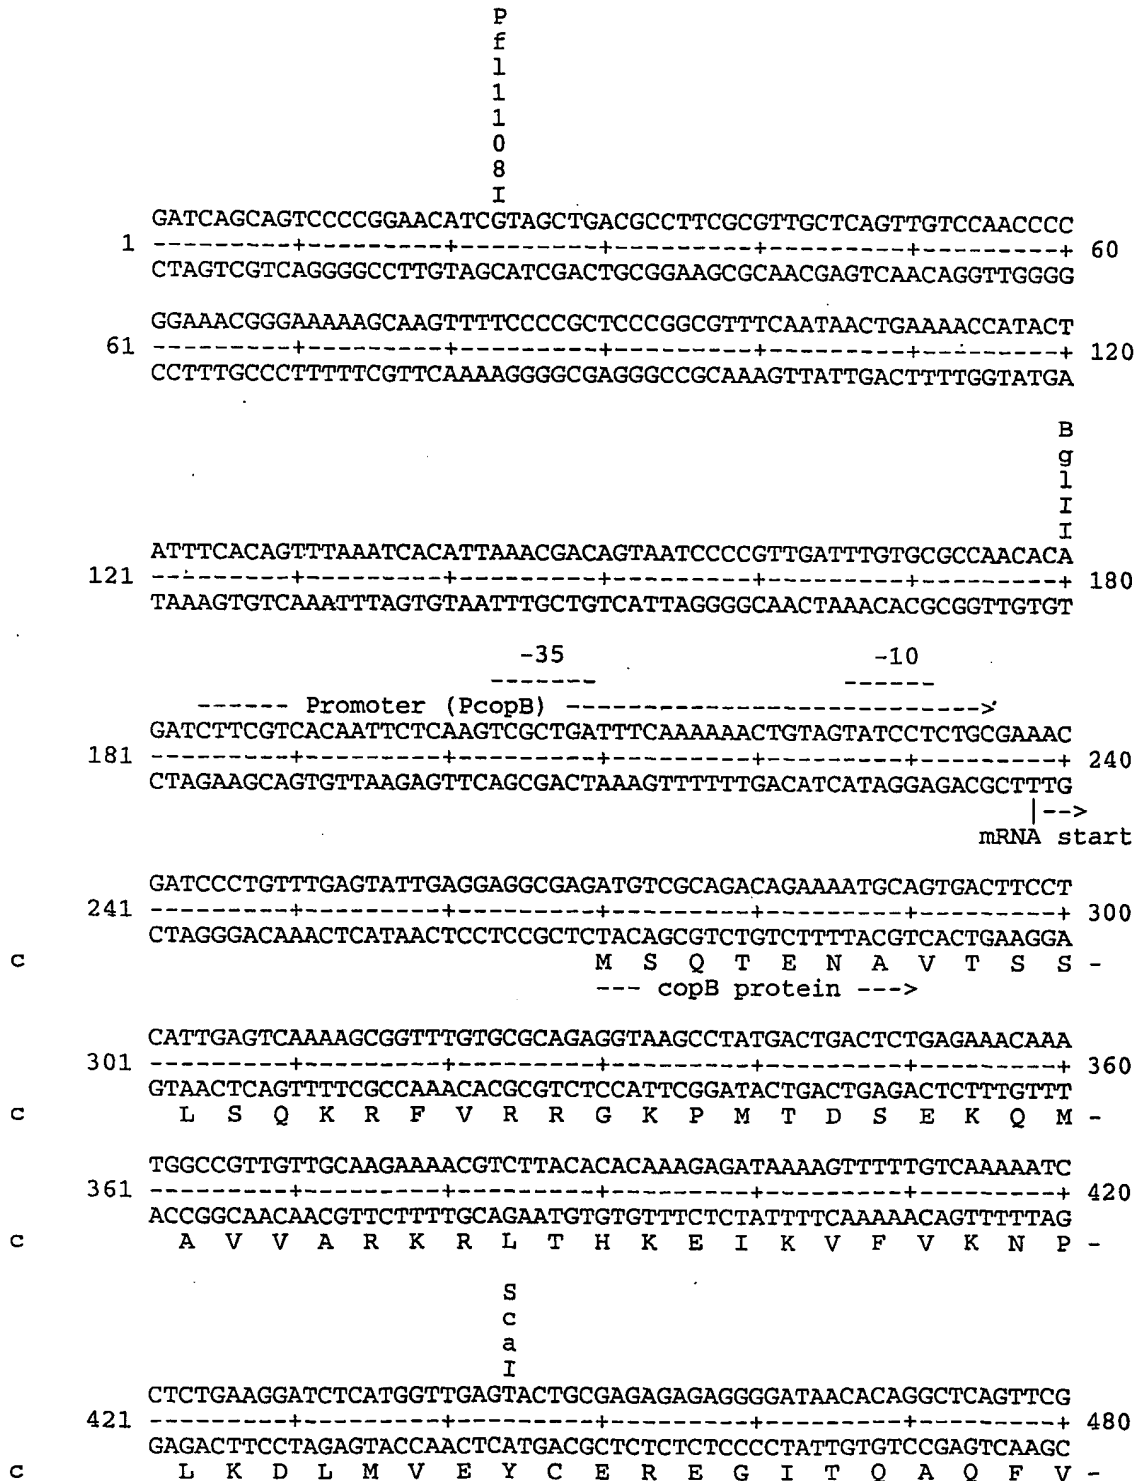 P
f
l
1
1
0
8
I
GATCAGCAGTCCCCGGAACATCGTAGCTGACGCCTTCGCGTTGCTCAGTTGTCCAACCCC
1 ---------+---------+---------+---------+---------+---------+ 60
CTAGTCGTCAGGGGCCTTGTAGCATCGACTGCGGAAGCGCAACGAGTCAACAGGTTGGGG
GGAAACGGGAAAAAGCAAGTTTTCCCCGCTCCCGGCGTTTCAATAACTGAAAACCATACT
61 ---------+---------+---------+---------+---------+---------+ 120
CCTTTGCCCTTTTTCGTTCAAAAGGGGCGAGGGCCGCAAAGTTATTGACTTTTGGTATGA
B
g
l
I
I
ATTTCACAGTTTAAATCACATTAAACGACAGTAATCCCCGTTGATTTGTGCGCCAACACA
121 ---------+---------+---------+---------+---------+---------+ 180
TAAAGTGTCAAATTTAGTGTAATTTGCTGTCATTAGGGGCAACTAAACACGCGGTTGTGT
-35 -10
------- ------
------ Promoter (PcopB) ---------------------------->
GATCTTCGTCACAATTCTCAAGTCGCTGATTTCAAAAAACTGTAGTATCCTCTGCGAAAC
181 ---------+---------+---------+---------+---------+---------+ 240
CTAGAAGCAGTGTTAAGAGTTCAGCGACTAAAGTTTTTTGACATCATAGGAGACGCTTTG
|-->
mRNA start
GATCCCTGTTTGAGTATTGAGGAGGCGAGATGTCGCAGACAGAAAATGCAGTGACTTCCT
241 ---------+---------+---------+---------+---------+---------+ 300
CTAGGGACAAACTCATAACTCCTCCGCTCTACAGCGTCTGTCTTTTACGTCACTGAAGGA
c M S Q T E N A V T S S -
--- copB protein --->
CATTGAGTCAAAAGCGGTTTGTGCGCAGAGGTAAGCCTATGACTGACTCTGAGAAACAAA
301 ---------+---------+---------+---------+---------+---------+ 360
GTAACTCAGTTTTCGCCAAACACGCGTCTCCATTCGGATACTGACTGAGACTCTTTGTTT
c L S Q K R F V R R G K P M T D S E K Q M -
TGGCCGTTGTTGCAAGAAAACGTCTTACACACAAAGAGATAAAAGTTTTTGTCAAAAATC
361 ---------+---------+---------+---------+---------+---------+ 420
ACCGGCAACAACGTTCTTTTGCAGAATGTGTGTTTCTCTATTTTCAAAAACAGTTTTTAG
c A V V A R K R L T H K E I K V F V K N P -
S
c
a
I
CTCTGAAGGATCTCATGGTTGAGTACTGCGAGAGAGAGGGGATAACACAGGCTCAGTTCG
421 ---------+---------+---------+---------+---------+---------+ 480
GAGACTTCCTAGAGTACCAACTCATGACGCTCTCTCTCCCCTATTGTGTCCGAGTCAAGC
c L K D L M V E Y C E R E G I T Q A Q F V -